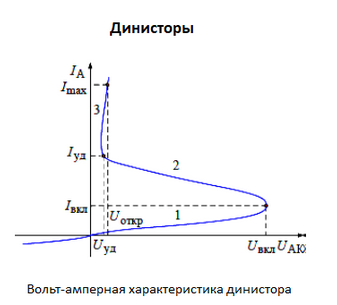 Динисторы
I_A
I_max
3
I_уд
2
I_вкл
U_откр
1
U_уд
U_вкл U_АК
Вольт-амперная характеристика динистора